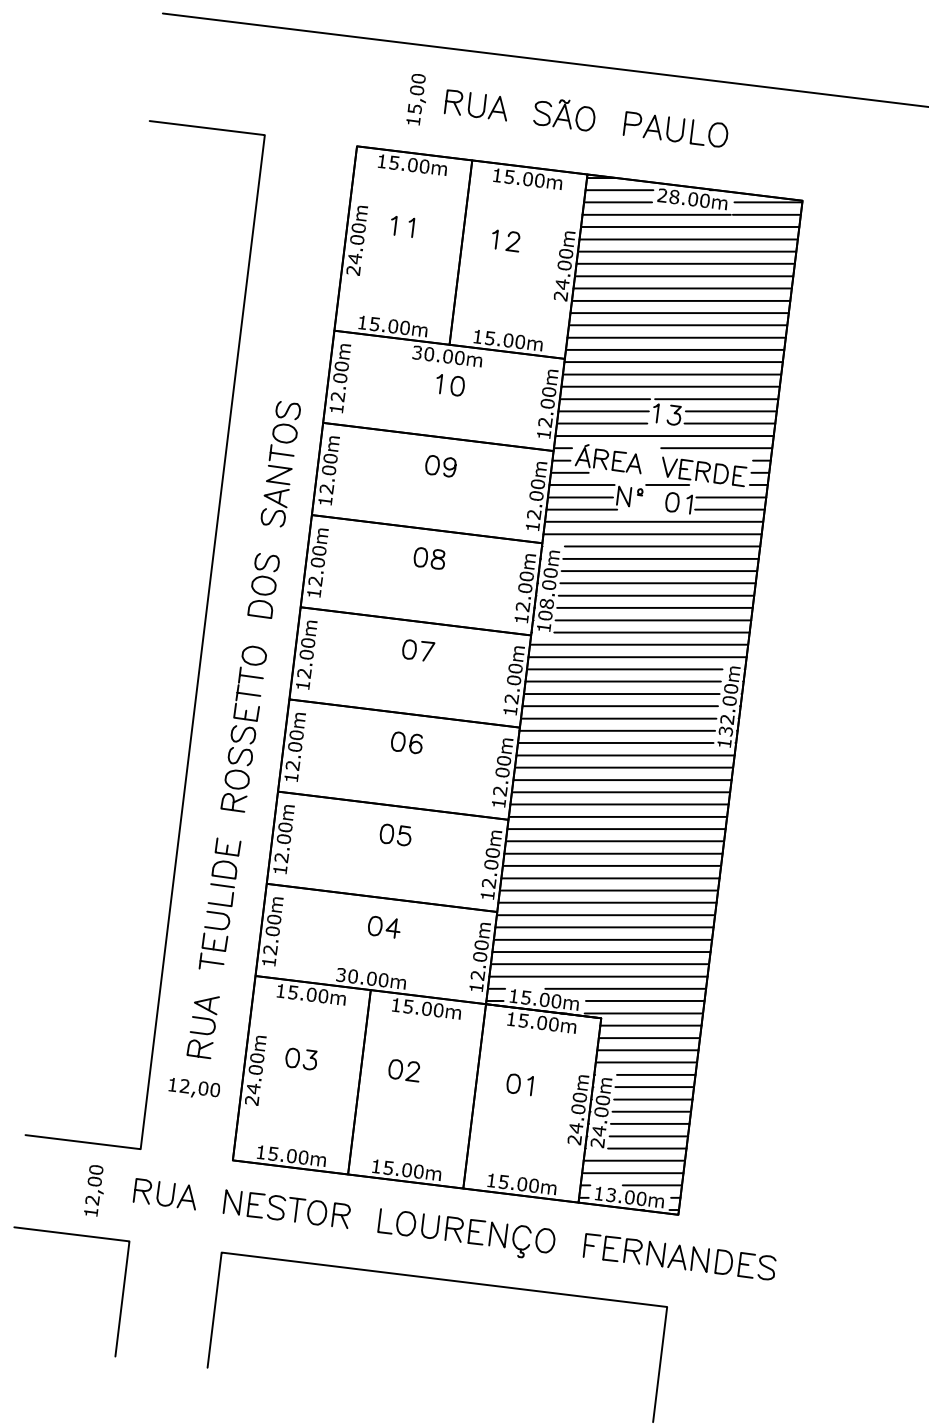 15,00
RUA SÃO PAULO
15.00m
15.00m
28.00m
24.00m
11
12
24.00m
15.00m
15.00m
30.00m
12.00m
10
12.00m
13
ÁREA VERDE
Nº 01
12.00m
09
12.00m
12.00m
08
12.00m
108.00m
12.00m
07
12.00m
132.00m
12.00m
06
12.00m
12.00m
05
12.00m
12.00m
04
12.00m
30.00m
15.00m
15.00m
15.00m
15.00m
24.00m
03
02
01
24.00m
24.00m
15.00m
15.00m
15.00m
13.00m
RUA TEULIDE ROSSETTO DOS SANTOS
12,00
12,00
RUA NESTOR LOURENÇO FERNANDES